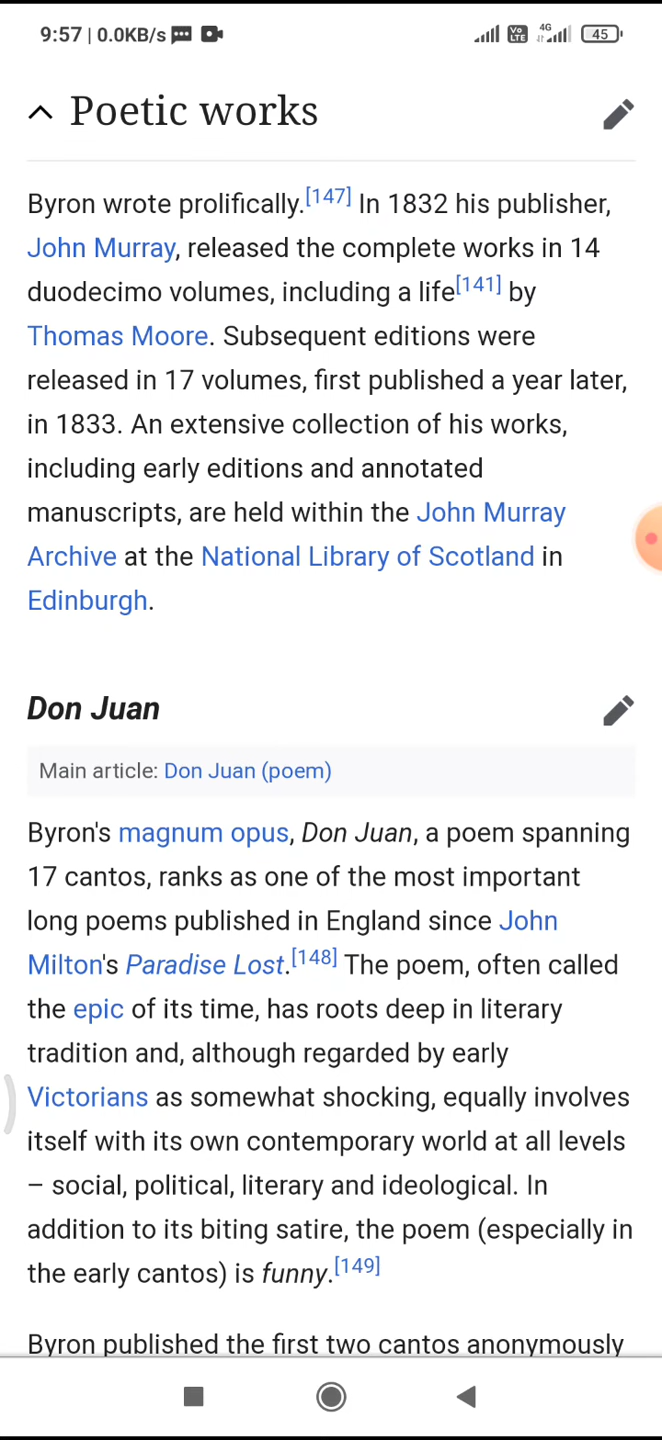 9:57 | 0.0KB/s
Vo LTE 4G 45
Poetic works
Byron wrote prolifically.[147] In 1832 his publisher,
John Murray, released the complete works in 14
duodecimo volumes, including a life[141] by
Thomas Moore. Subsequent editions were
released in 17 volumes, first published a year later,
in 1833. An extensive collection of his works,
including early editions and annotated
manuscripts, are held within the John Murray
Archive at the National Library of Scotland in
Edinburgh.
Don Juan
Main article: Don Juan (poem)
Byron's magnum opus, Don Juan, a poem spanning
17 cantos, ranks as one of the most important
long poems published in England since John
Milton's Paradise Lost.[148] The poem, often called
the epic of its time, has roots deep in literary
tradition and, although regarded by early
Victorians as somewhat shocking, equally involves
itself with its own contemporary world at all levels
– social, political, literary and ideological. In
addition to its biting satire, the poem (especially in
the early cantos) is funny.[149]
Byron published the first two cantos anonymously